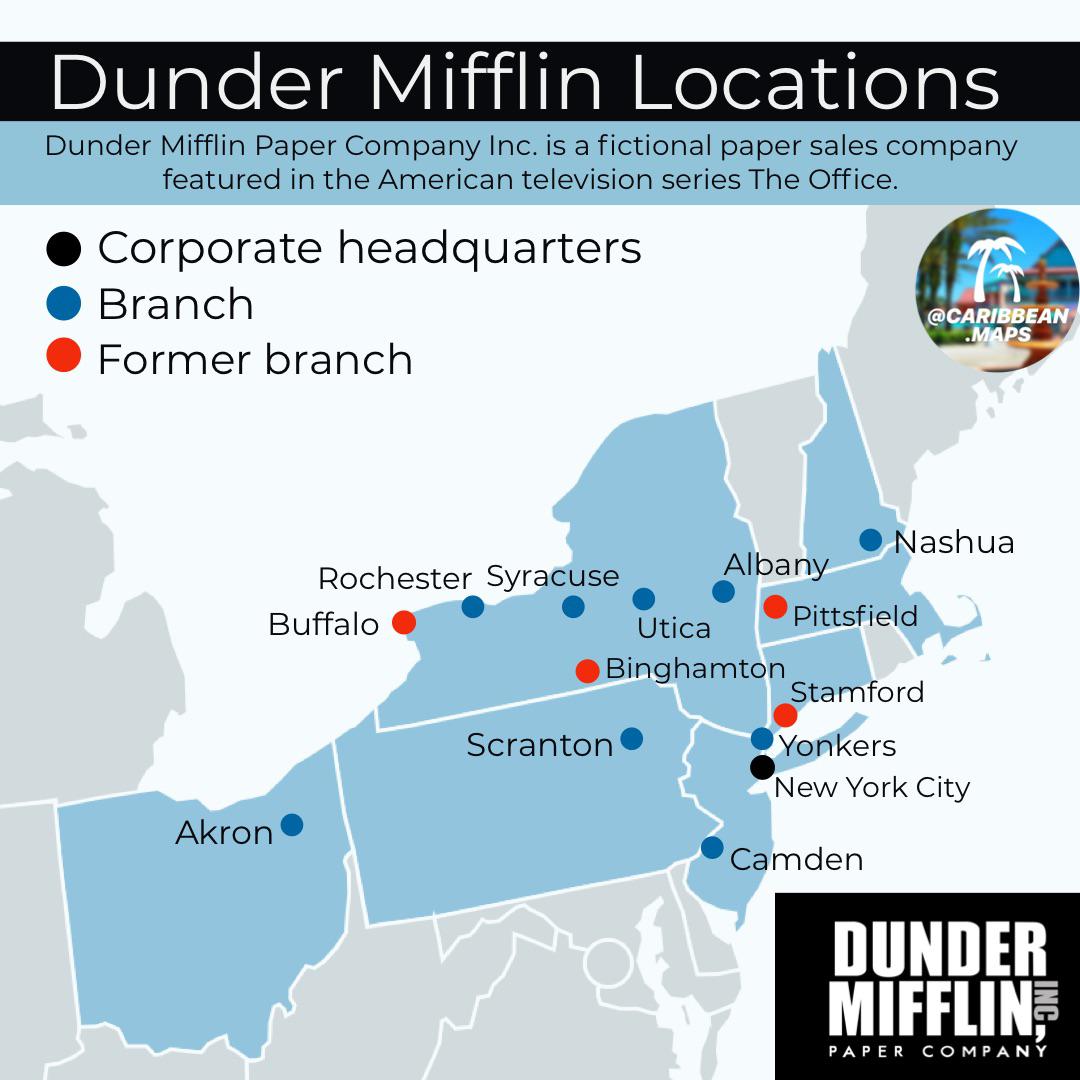 Dunder Mifflin Locations
Dunder Mifflin Paper Company Inc. is a fictional paper sales company
featured in the American television series The Office.
Corporate headquarters
Branch
Former branch
@CARIBBEAN
.MAPS
Nashua
Albany
Rochester
Syracuse
Buffalo
Pittsfield
Utica
Binghamton
Stamford
Scranton
Yonkers
New York City
Akron
Camden
DUNDER
MIFFLIN,
INC
PAPER COMPANY